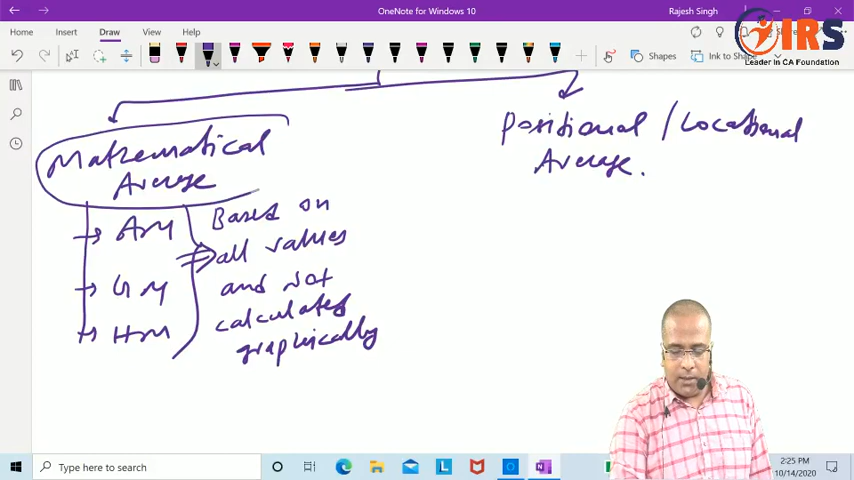 OneNote for Windows 10
Rajesh Singh
IRS
Leader In CA Foundation
Home Insert Draw View Help
Shapes
Ink to Shape
Positional / Locational
Average.
Mathematical
Average
AM
GM
HM
Based on
all values
and not
calculated
graphically
Type here to search
2:25 PM
10/14/2020